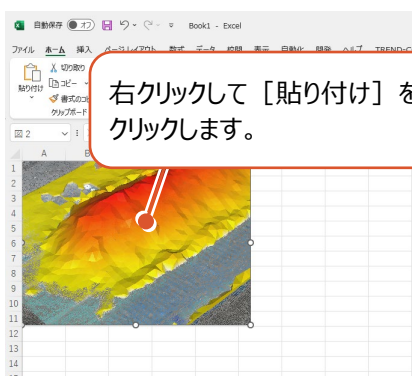 自動保存 オフ Book1 - Excel
ファイル ホーム 挿入 ページレイアウト 数式 データ 校閲 表示 自動化 開発 ヘルプ TREND-C
切り取り
貼り付け コピー
書式のコ
クリップボード
右クリックして［貼り付け］を
クリックします。
図 2
A B
1
2
3
4
5
6
7
8
9
10
11
12
13
14